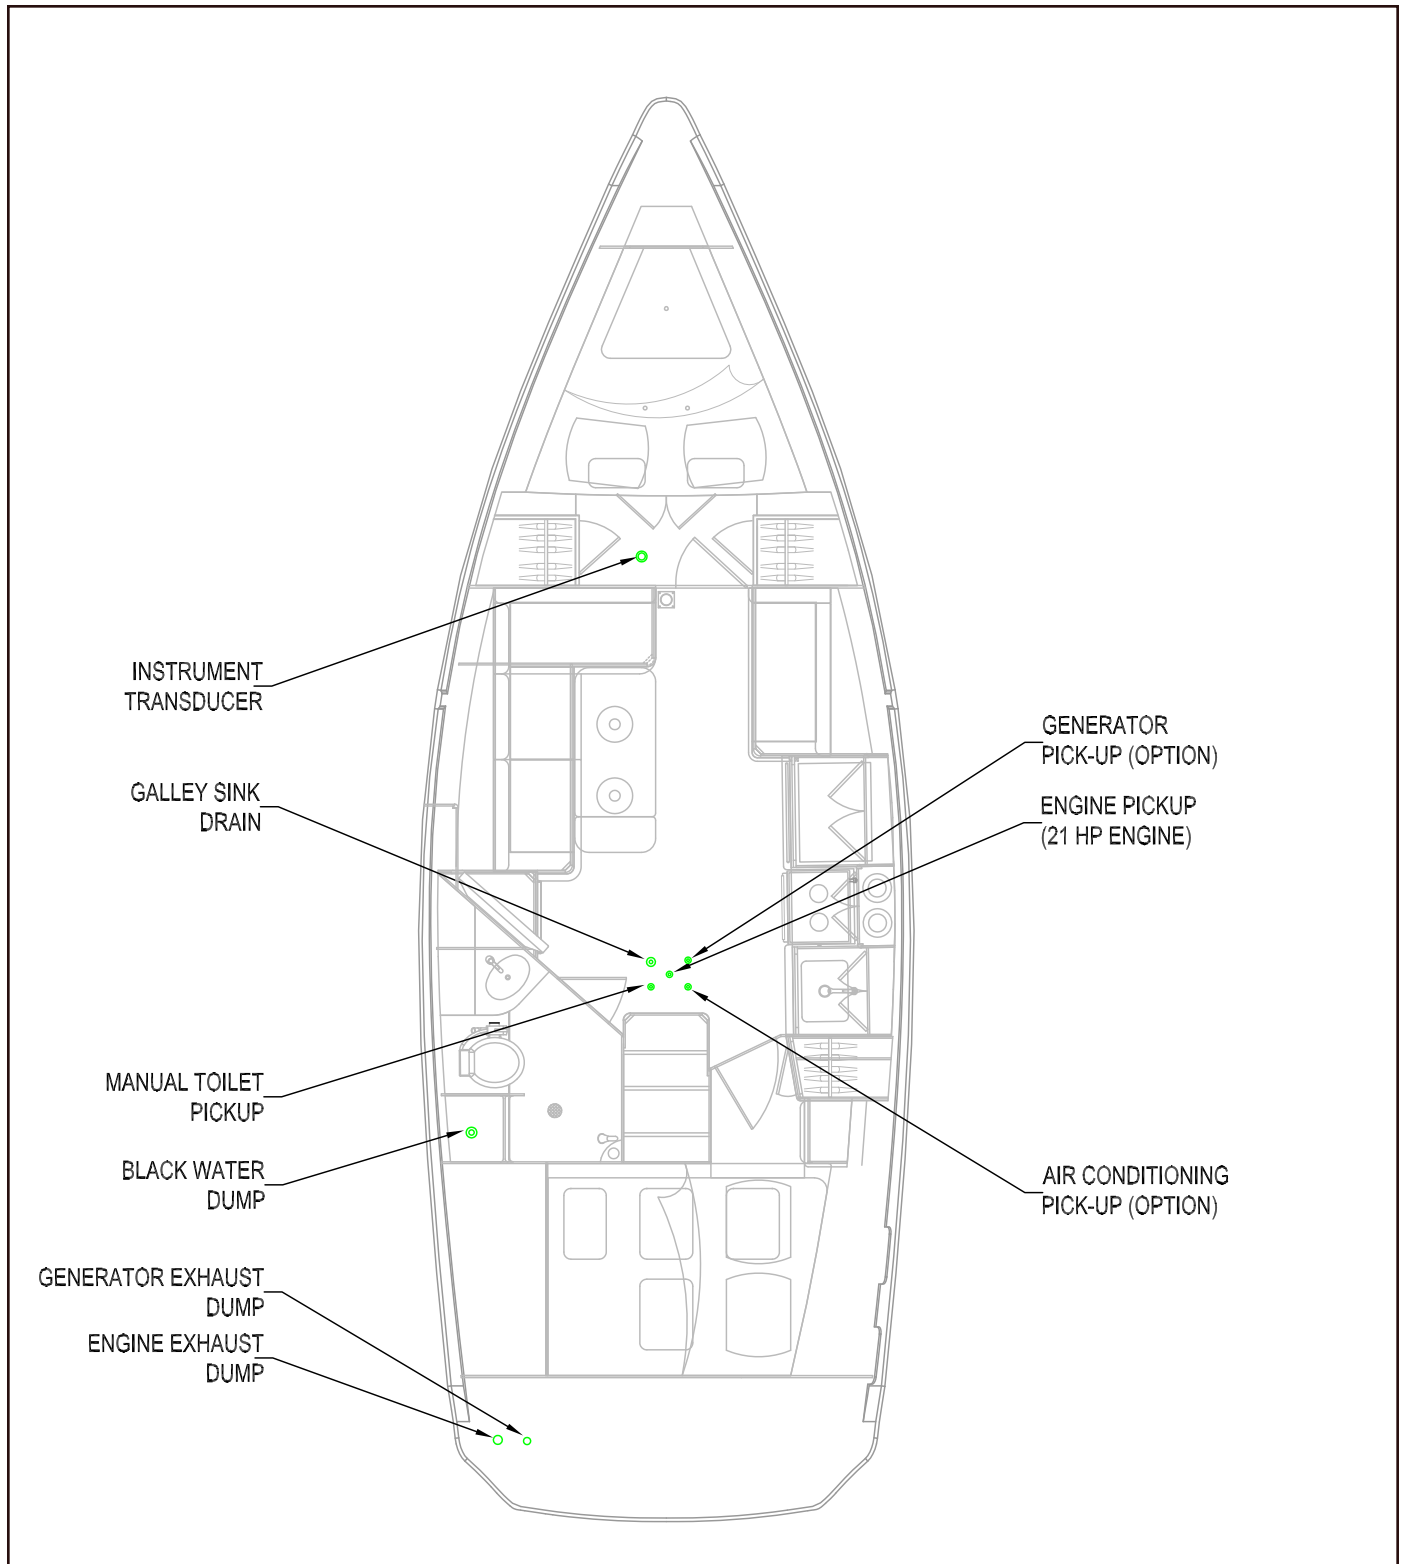 INSTRUMENT
TRANSDUCER
GENERATOR
PICK-UP (OPTION)
GALLEY SINK
DRAIN
ENGINE PICKUP
(21 HP ENGINE)
MANUAL TOILET
PICKUP
BLACK WATER
DUMP
AIR CONDITIONING
PICK-UP (OPTION)
GENERATOR EXHAUST
DUMP
ENGINE EXHAUST
DUMP